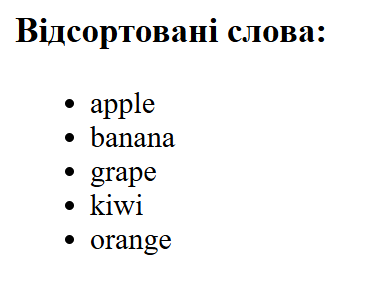 Відсортовані слова:
apple
banana
grape
kiwi
orange